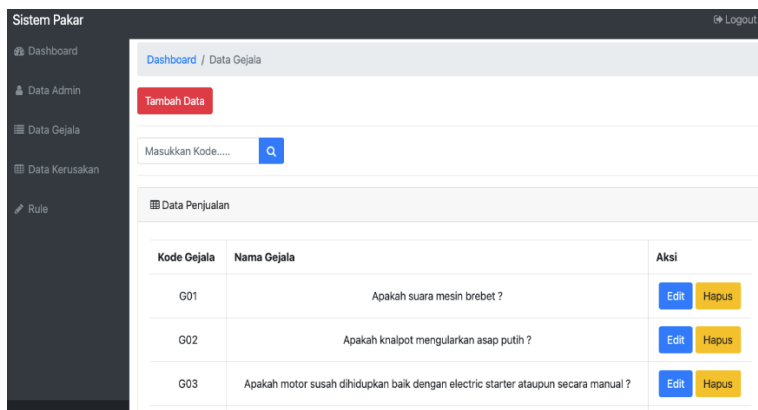 Sistem Pakar
Logout
Dashboard
Data Admin
Data Gejala
Data Kerusakan
Rule
Dashboard / Data Gejala
Tambah Data
Masukkan Kode.....
Data Penjualan
Kode Gejala Nama Gejala Aksi
G01 Apakah suara mesin brebet ? Edit Hapus
G02 Apakah knalpot mengularkan asap putih ? Edit Hapus
G03 Apakah motor susah dihidupkan baik dengan electric starter ataupun secara manual ? Edit Hapus